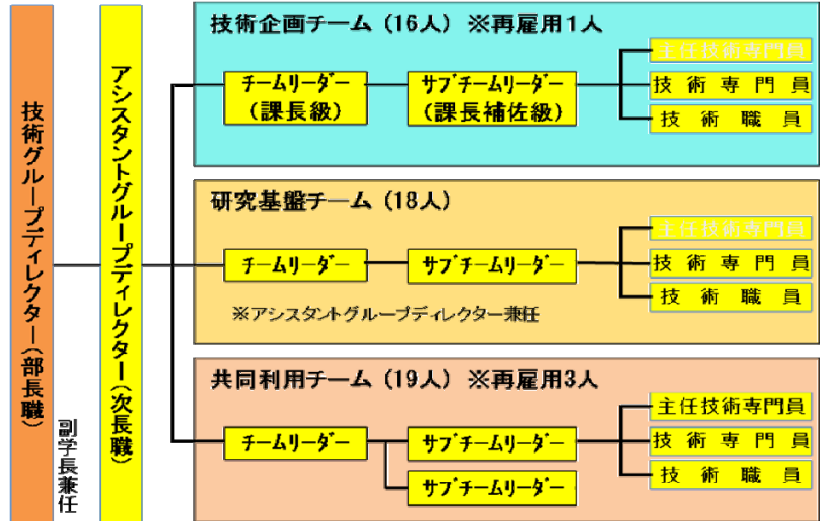 技術グループディレクター(部長職)
副学長兼任
アシスタントグループディレクター(次長職)
技術企画チーム (16人) ※再雇用1人
チームリーダー
(課長級)
サブチームリーダー
(課長補佐級)
主任技術専門員
技術専門員
技術職員
研究基盤チーム (18人)
チームリーダー
サブチームリーダー
主任技術専門員
技術専門員
技術職員
※アシスタントグループディレクター兼任
共同利用チーム (19人) ※再雇用3人
チームリーダー
サブチームリーダー
サブチームリーダー
主任技術専門員
技術専門員
技術職員